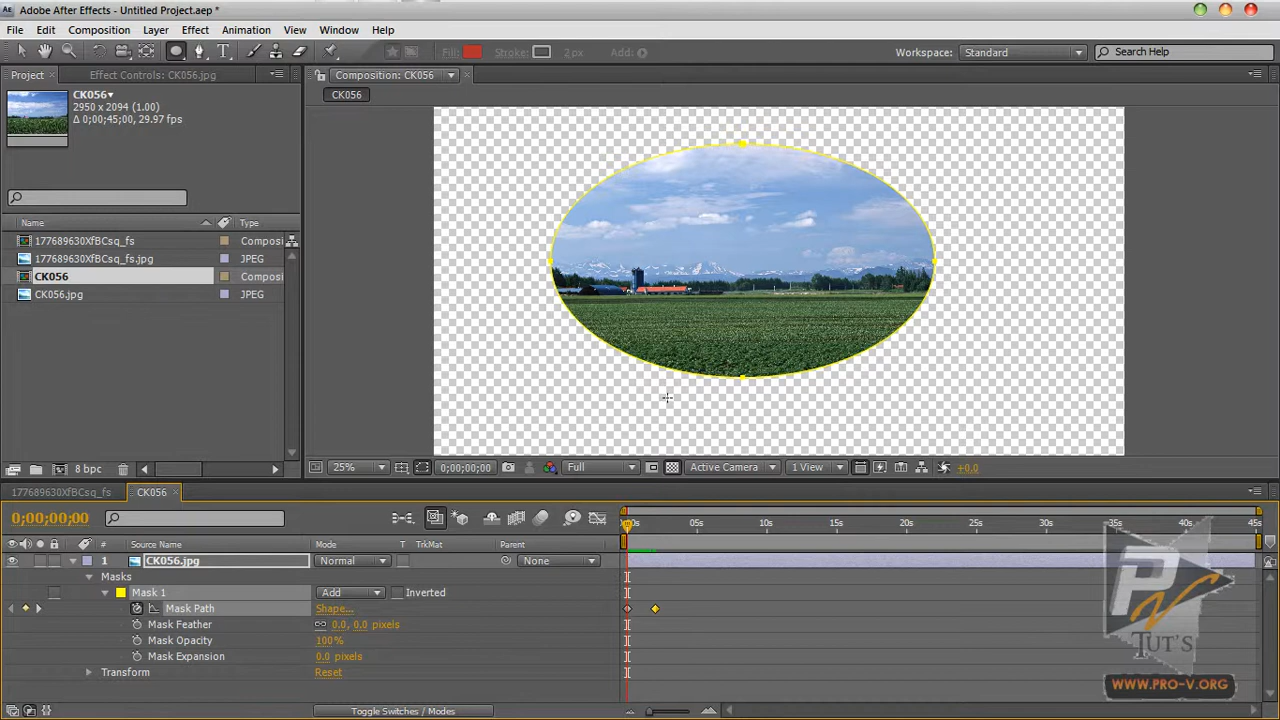 Adobe After Effects - Untitled Project.aep *
File Edit Composition Layer Effect Animation View Window Help
Fill: Stroke: 2 px Add: Workspace: Standard Search Help
Project Effect Controls: CK056.jpg Composition: CK056
CK056
2950 x 2094 (1.00)
Δ 0;00;45;00, 29.97 fps
CK056
Name Type
177689630XfBCsq_fs Composi
177689630XfBCsq_fs.jpg JPEG
CK056 Composi
CK056.jpg JPEG
8 bpc 25% 0;00;00;00 Full Active Camera 1 View +0.0
177689630XfBCsq_fs CK056
0;00;00;00
05s 10s 15s 20s 25s 30s 35s 40s 45s
# Source Name Mode T TrkMat Parent
1 CK056.jpg Normal None
Masks
Mask 1 Add Inverted
Mask Path Shape...
Mask Feather 0.0, 0.0 pixels
Mask Opacity 100%
Mask Expansion 0.0 pixels
Transform Reset
Toggle Switches / Modes
PV
TUT'S
WWW.PRO-V.ORG